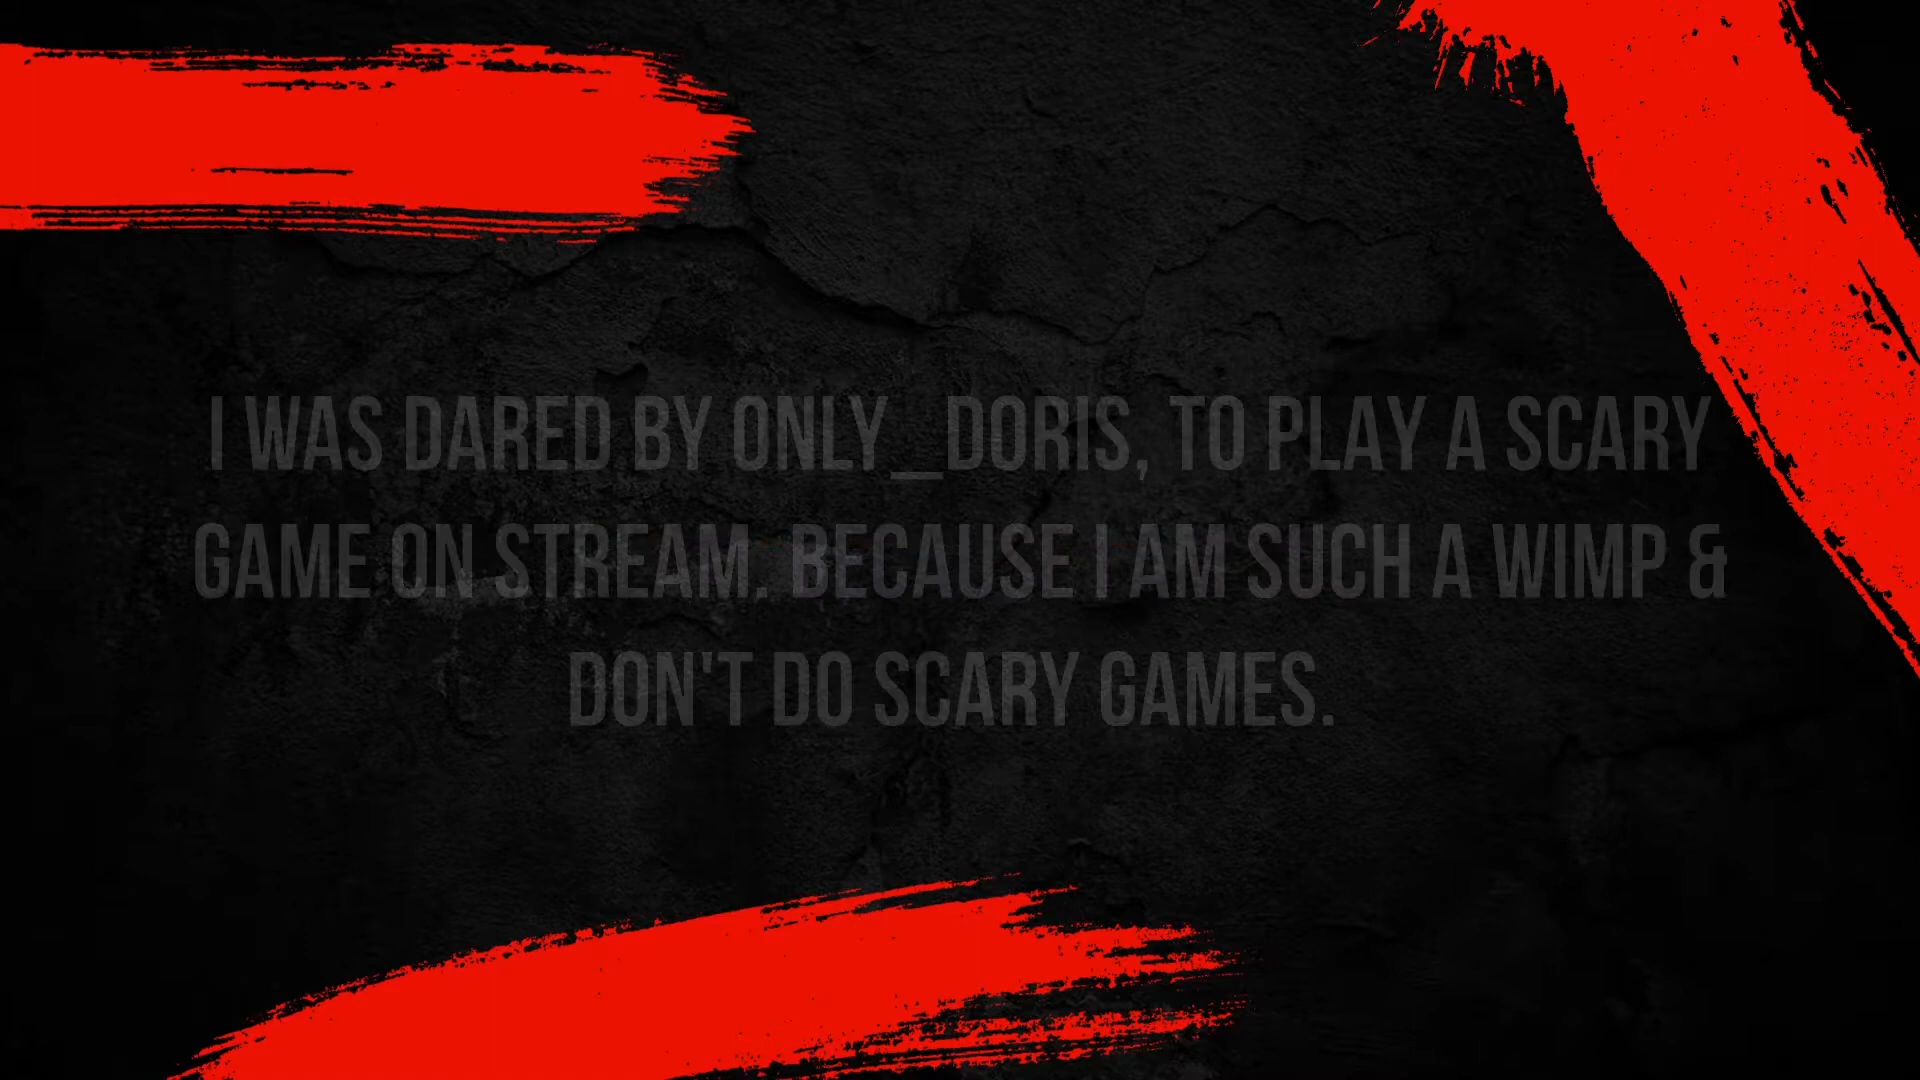 I WAS DARED BY ONLY_DORIS, TO PLAY A SCARY
GAME ON STREAM. BECAUSE I AM SUCH A WIMP &
DON'T DO SCARY GAMES.